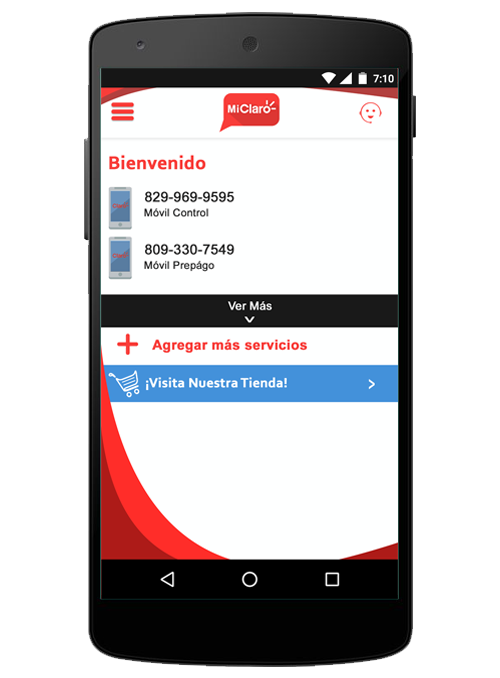 7:10
MiClaro
Bienvenido
829-969-9595
Móvil Control
809-330-7549
Móvil Prepágo
Ver Más
Agregar más servicios
¡Visita Nuestra Tienda!